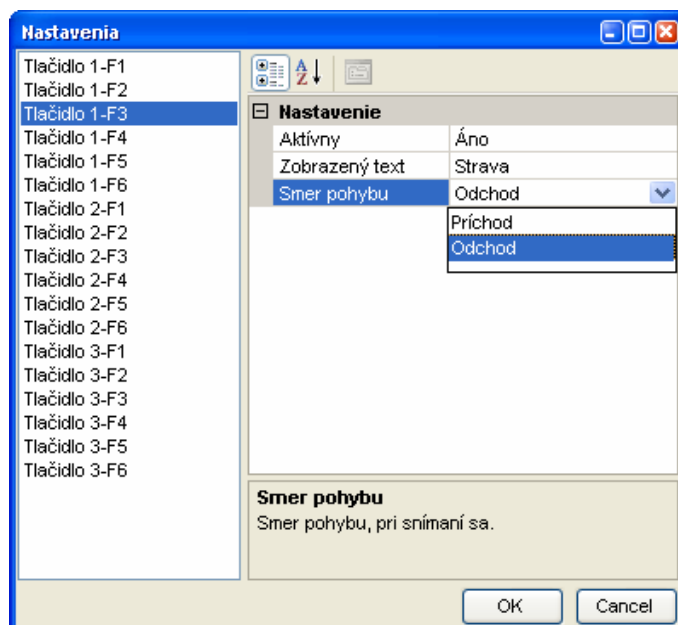 Nastavenia
Tlačidlo 1-F1
Tlačidlo 1-F2
Tlačidlo 1-F3
Tlačidlo 1-F4
Tlačidlo 1-F5
Tlačidlo 1-F6
Tlačidlo 2-F1
Tlačidlo 2-F2
Tlačidlo 2-F3
Tlačidlo 2-F4
Tlačidlo 2-F5
Tlačidlo 2-F6
Tlačidlo 3-F1
Tlačidlo 3-F2
Tlačidlo 3-F3
Tlačidlo 3-F4
Tlačidlo 3-F5
Tlačidlo 3-F6
Nastavenie
Aktívny Áno
Zobrazený text Strava
Smer pohybu Odchod
Príchod
Odchod
Smer pohybu
Smer pohybu, pri snímaní sa.
OK Cancel